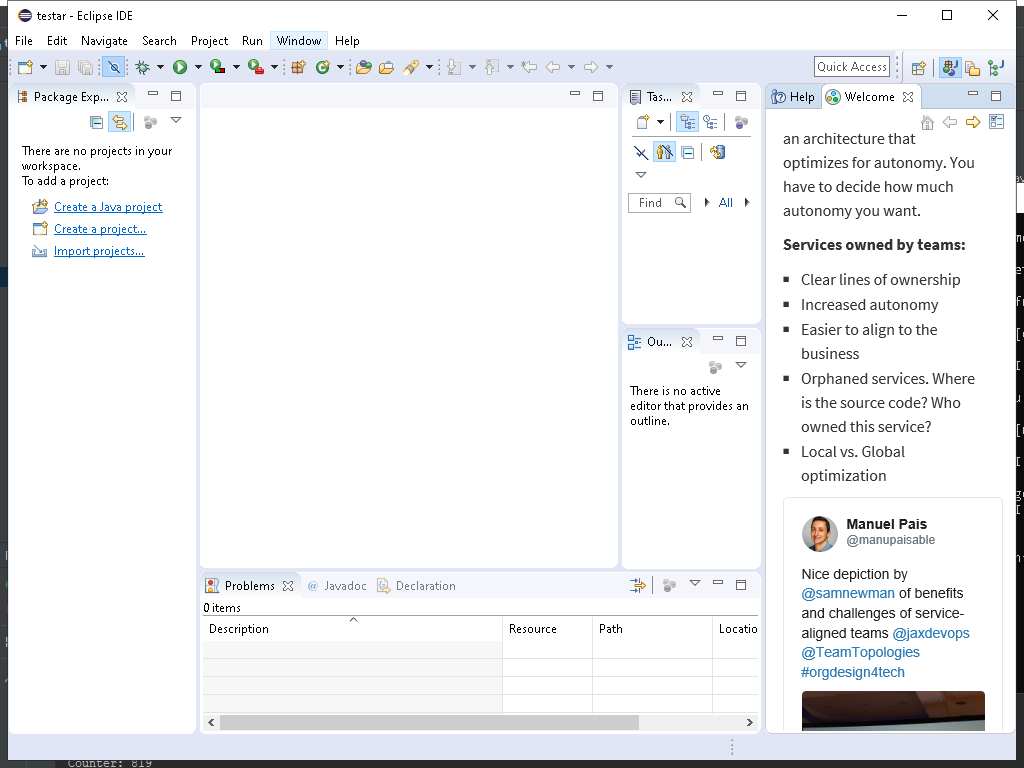 testar - Eclipse IDE
File Edit Navigate Search Project Run Window Help
Quick Access
Package Exp...
There are no projects in your
workspace.
To add a project:
Create a Java project
Create a project...
Import projects...
Tas...
Find
All
Ou...
There is no active
editor that provides an
outline.
Help Welcome
an architecture that
optimizes for autonomy. You
have to decide how much
autonomy you want.
Services owned by teams:
Clear lines of ownership
Increased autonomy
Easier to align to the
business
Orphaned services. Where
is the source code? Who
owned this service?
Local vs. Global
optimization
Manuel Pais
@manupaisable
Nice depiction by
@samnewman of benefits
and challenges of service-
aligned teams @jaxdevops
@TeamTopologies
#orgdesign4tech
Problems @ Javadoc Declaration
0 items
Description Resource Path Locatio
Counter: 819